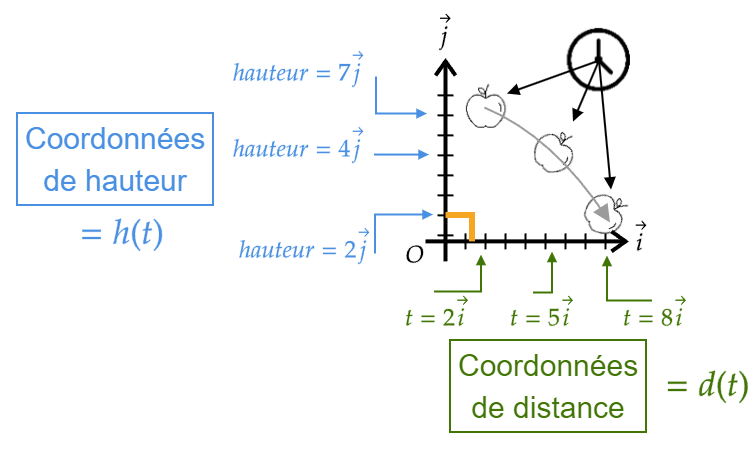 $\vec{j}$
hauteur = 7$\vec{j}$
Coordonnées
de hauteur
= h(t)
hauteur = 4$\vec{j}$
hauteur = 2$\vec{j}$
O
$\vec{i}$
t = 2$\vec{i}$
t = 5$\vec{i}$
t = 8$\vec{i}$
Coordonnées
de distance
= d(t)